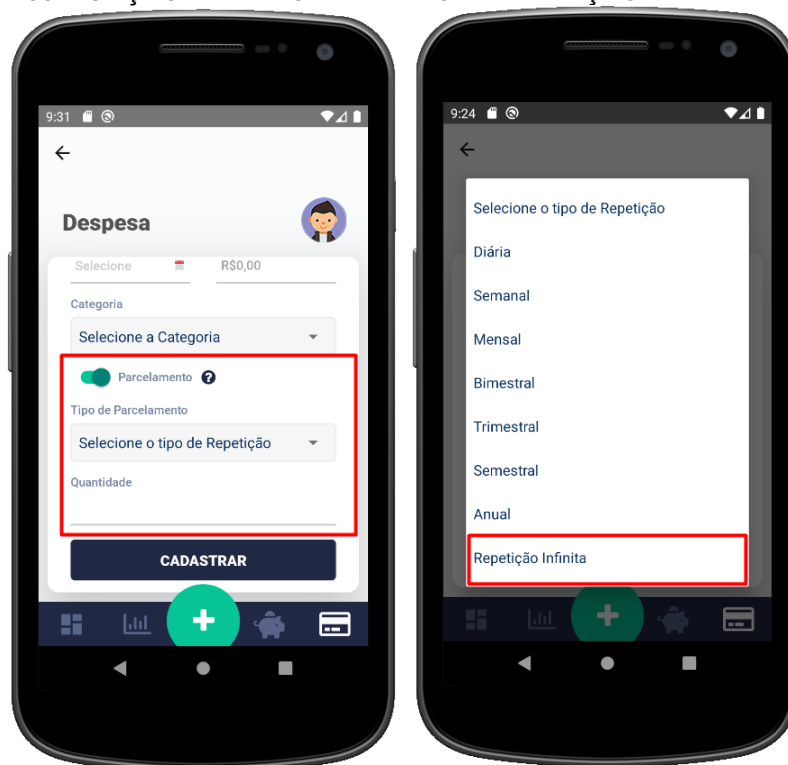 9:31
Despesa
Selecione R$0,00
Categoria
Selecione a Categoria
Parcelamento ?
Tipo de Parcelamento
Selecione o tipo de Repetição
Quantidade
CADASTRAR
9:24
Selecione o tipo de Repetição
Diária
Semanal
Mensal
Bimestral
Trimestral
Semestral
Anual
Repetição Infinita